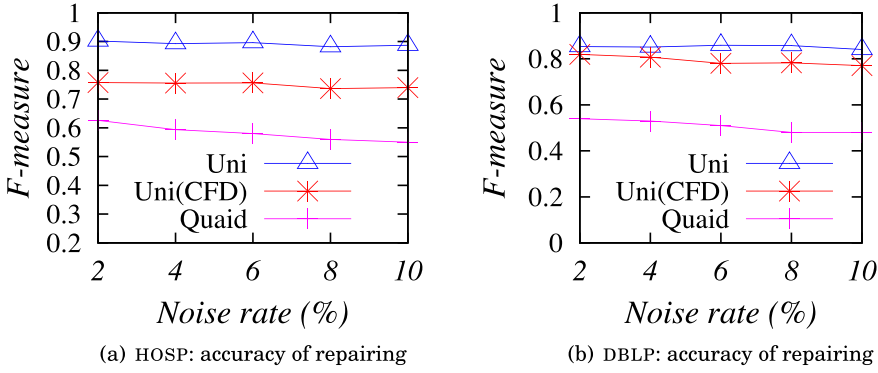 F-measure
1
0.9
0.8
0.7
0.6
0.5
0.4
0.3
0.2
Uni
Uni(CFD)
Quaid
2 4 6 8 10
Noise rate (%)
(a) HOSP: accuracy of repairing
F-measure
1
0.8
0.6
0.4
0.2
0
Uni
Uni(CFD)
Quaid
2 4 6 8 10
Noise rate (%)
(b) DBLP: accuracy of repairing